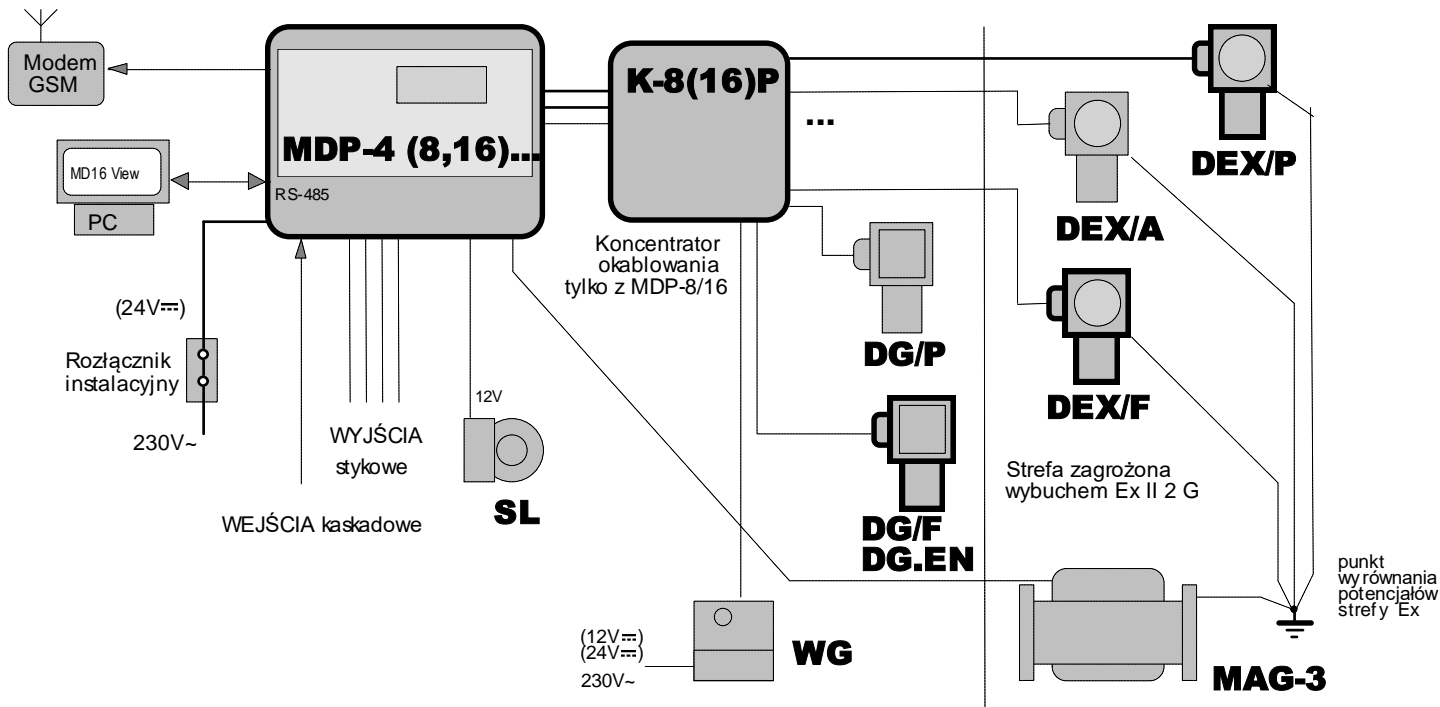 Modem
GSM
MDP-4 (8,16)...
RS-485
MD16 View
PC
K-8(16)P
...
Koncentrator
okablowania
tylko z MDP-8/16
DEX/P
DEX/A
DEX/F
DG/P
DG/F
DG.EN
(24V⎓)
Rozłącznik
instalacyjny
230V~
WYJŚCIA
stykowe
WEJŚCIA kaskadowe
12V
SL
Strefa zagrożona
wybuchem Ex II 2 G
(12V⎓)
(24V⎓)
230V~
WG
MAG-3
punkt
wyrównania
potencjałów
strefy Ex